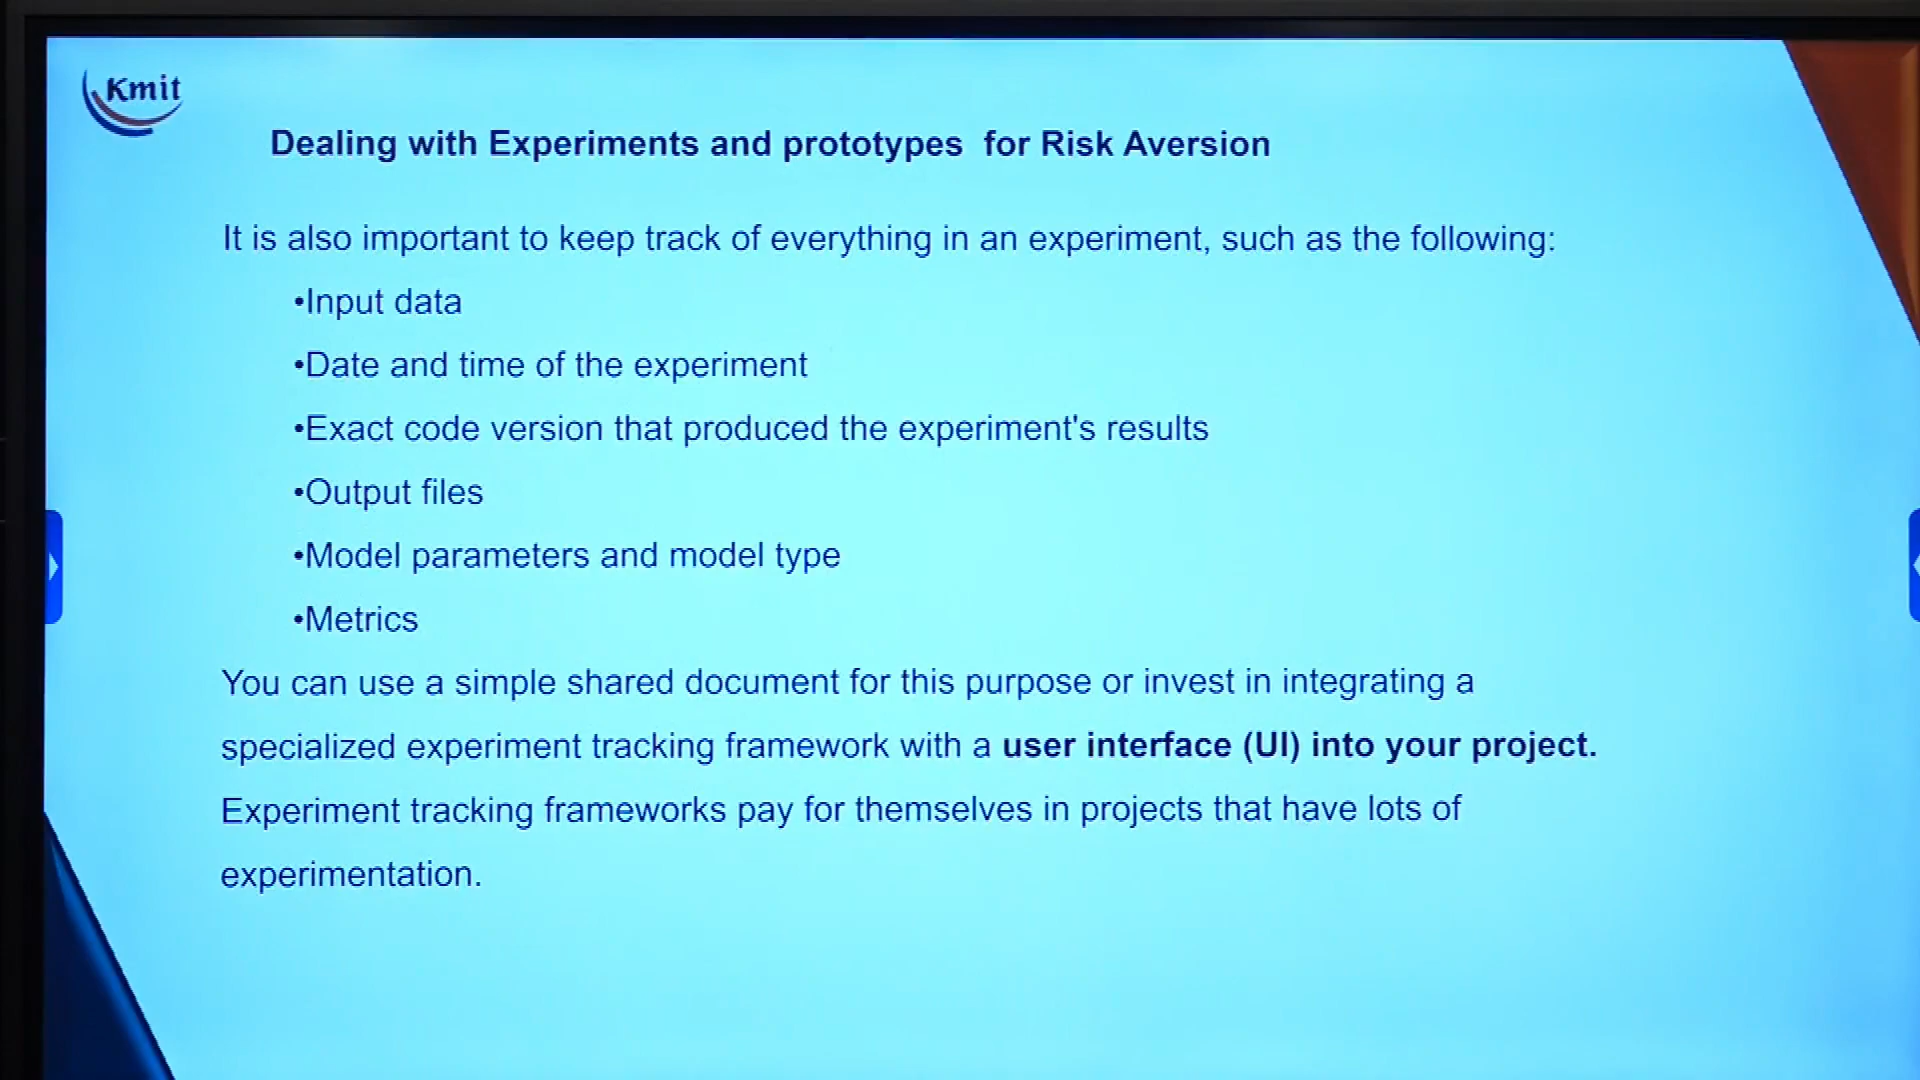 Kmit
Dealing with Experiments and prototypes  for Risk Aversion
It is also important to keep track of everything in an experiment, such as the following:
•Input data
•Date and time of the experiment
•Exact code version that produced the experiment's results
•Output files
•Model parameters and model type
•Metrics
You can use a simple shared document for this purpose or invest in integrating a
specialized experiment tracking framework with a user interface (UI) into your project.
Experiment tracking frameworks pay for themselves in projects that have lots of
experimentation.